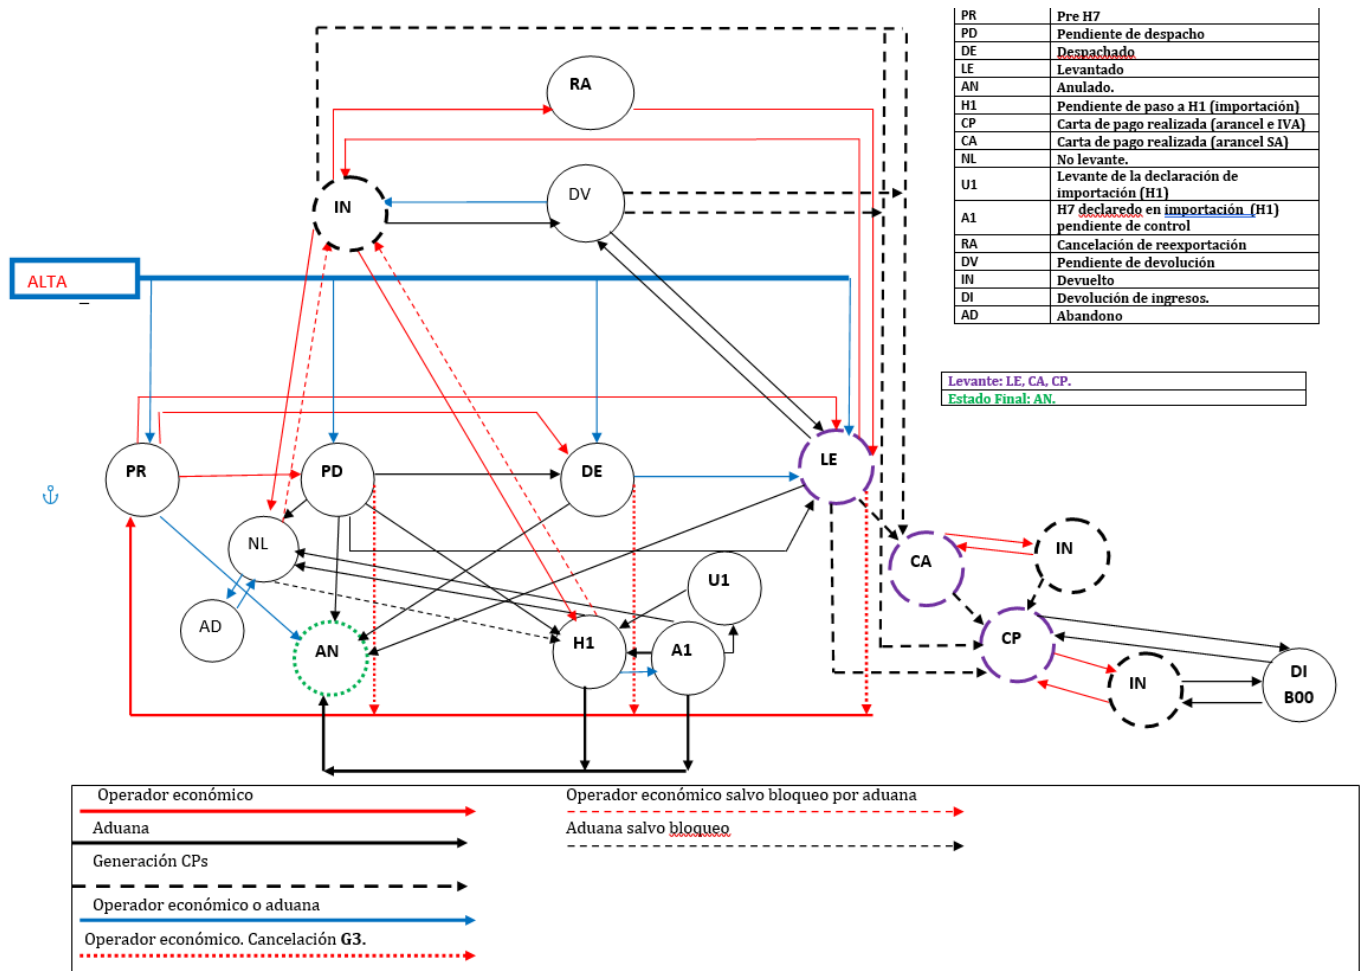 PR Pre H7
PD Pendiente de despacho
DE Despachado
LE Levantado
AN Anulado.
H1 Pendiente de paso a H1 (importación)
CP Carta de pago realizada (arancel e IVA)
CA Carta de pago realizada (arancel SA)
NL No levante.
U1 Levante de la declaración de
importación (H1)
A1 H7 declaredo en importación (H1)
pendiente de control
RA Cancelación de reexportación
DV Pendiente de devolución
IN Devuelto
DI Devolución de ingresos.
AD Abandono
Levante: LE, CA, CP.
Estado Final: AN.
RA
DV
IN
ALTA
PR
PD
DE
LE
NL
U1
CA
IN
AD
AN
H1
A1
CP
IN
DI
B00
Operador económico
Aduana
Generación CPs
Operador económico o aduana
Operador económico. Cancelación G3.
Operador económico salvo bloqueo por aduana
Aduana salvo bloqueo